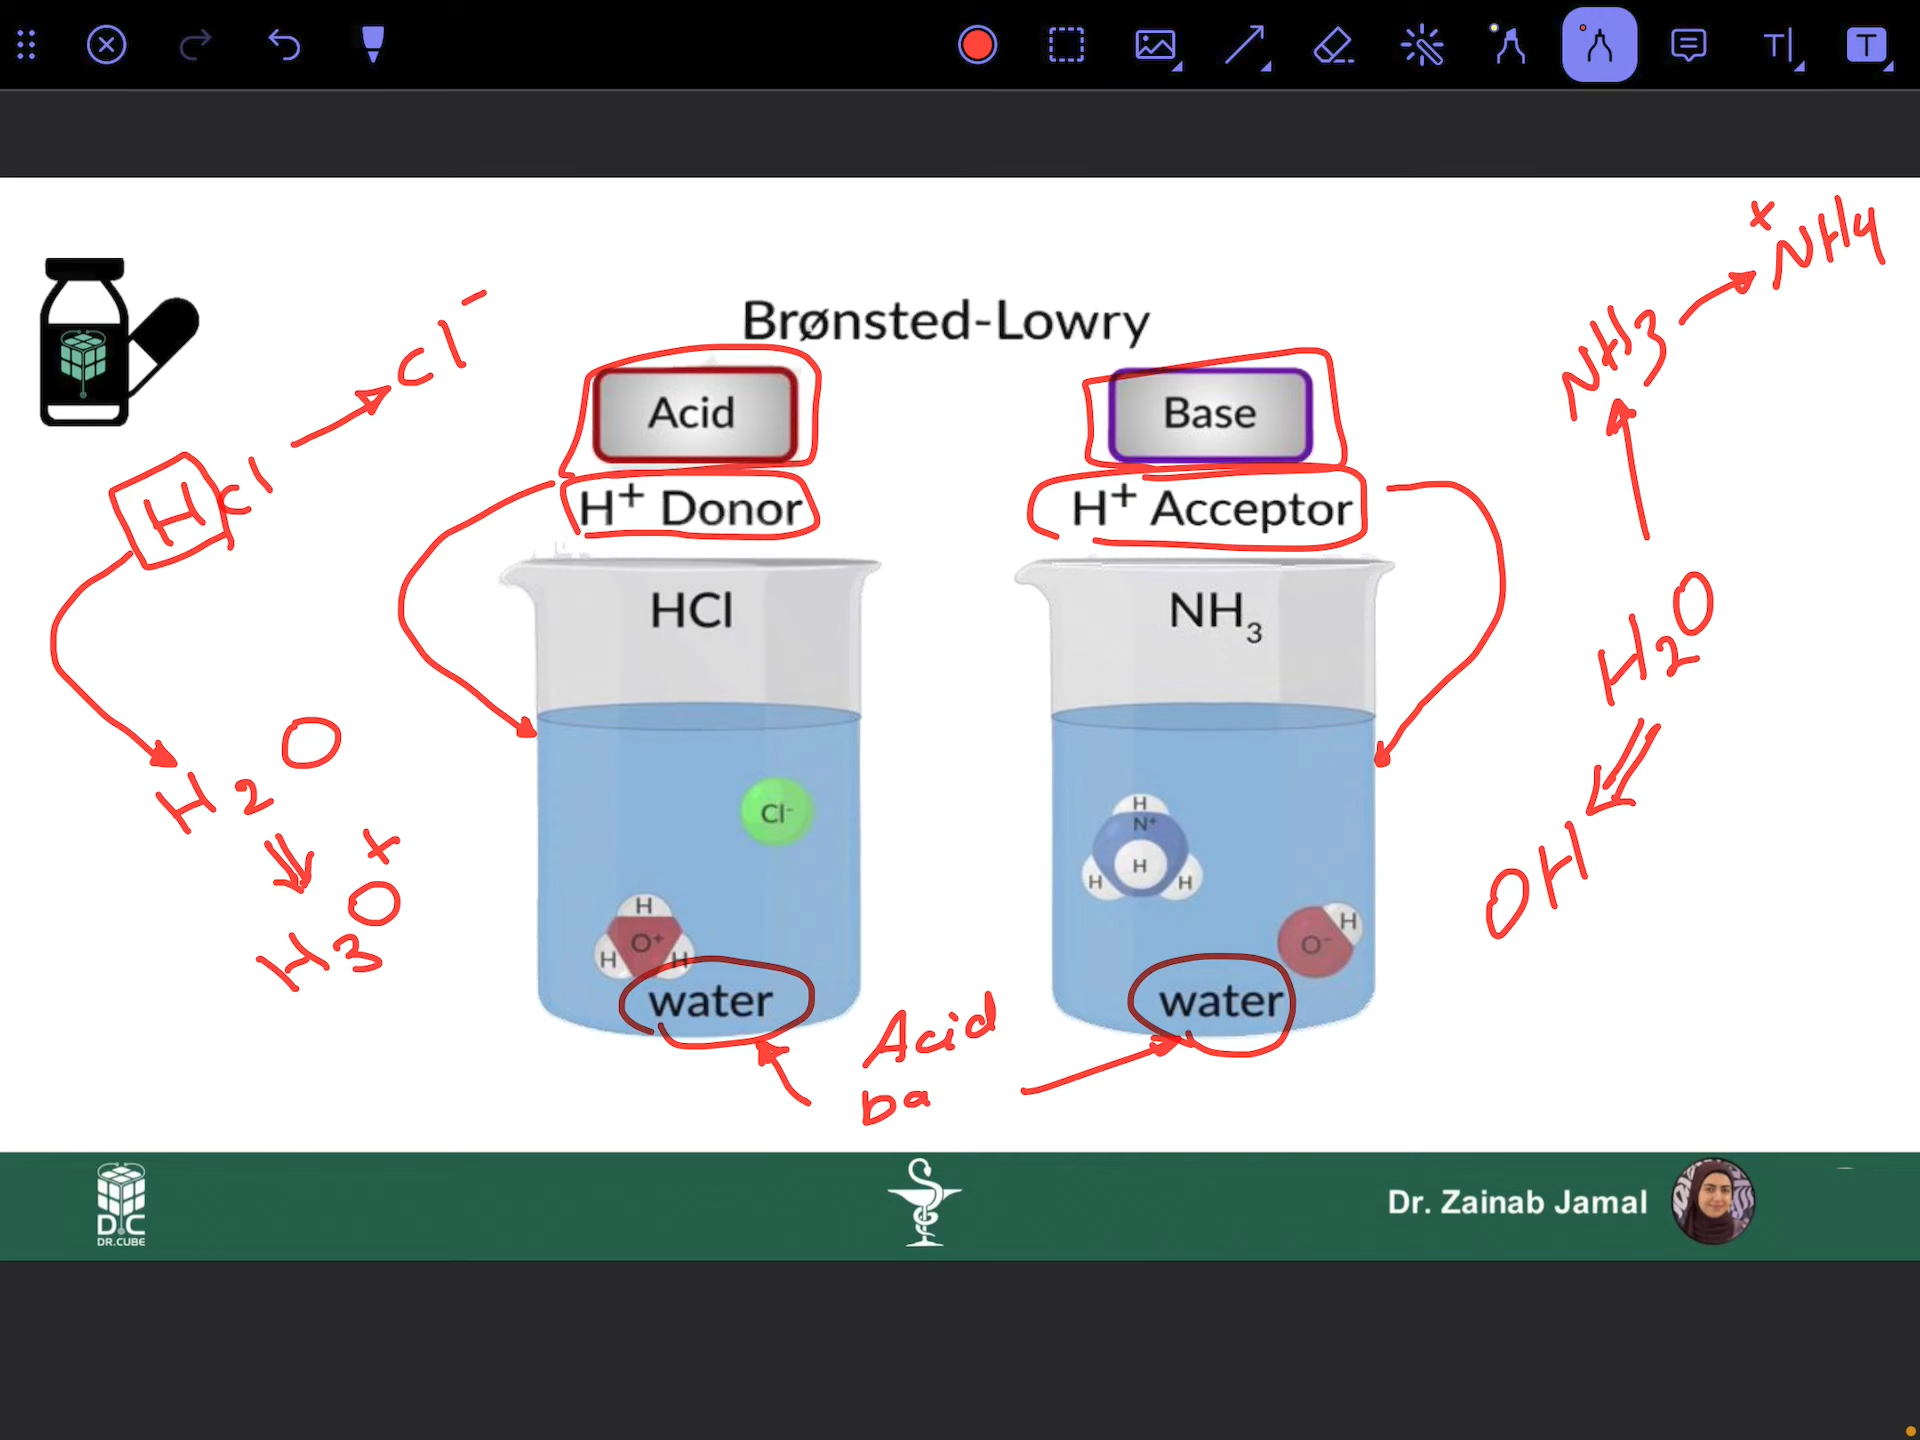 Brønsted-Lowry
Acid
Base
H⁺ Donor
H⁺ Acceptor
HCl
NH₃
Cl⁻
H
O⁺
H
H
water
H
N⁺
H
H
H
H
O⁻
water
HCl
Cl⁻
H₂O
H₃O⁺
NH₃
⁺NH₄
H₂O
OH
Acid
ba
DC
DR.CUBE
Dr. Zainab Jamal
T
T